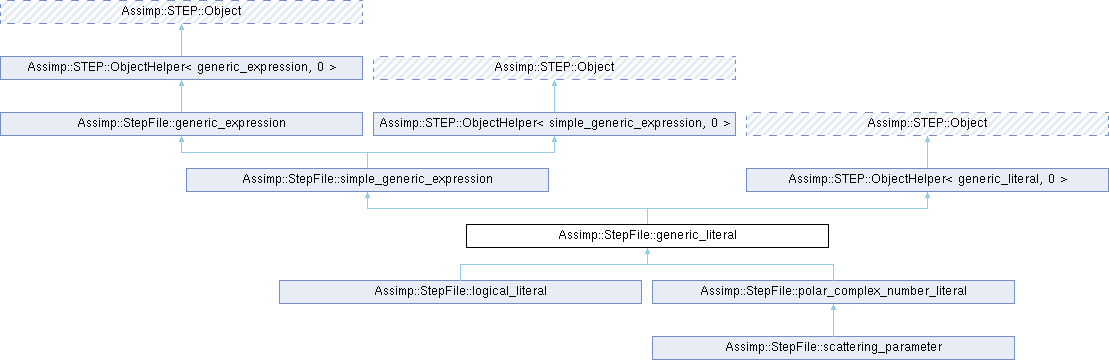 Assimp::STEP::Object
Assimp::STEP::ObjectHelper< generic_expression, 0 >
Assimp::STEP::Object
Assimp::StepFile::generic_expression
Assimp::STEP::ObjectHelper< simple_generic_expression, 0 >
Assimp::STEP::Object
Assimp::StepFile::simple_generic_expression
Assimp::STEP::ObjectHelper< generic_literal, 0 >
Assimp::StepFile::generic_literal
Assimp::StepFile::logical_literal
Assimp::StepFile::polar_complex_number_literal
Assimp::StepFile::scattering_parameter